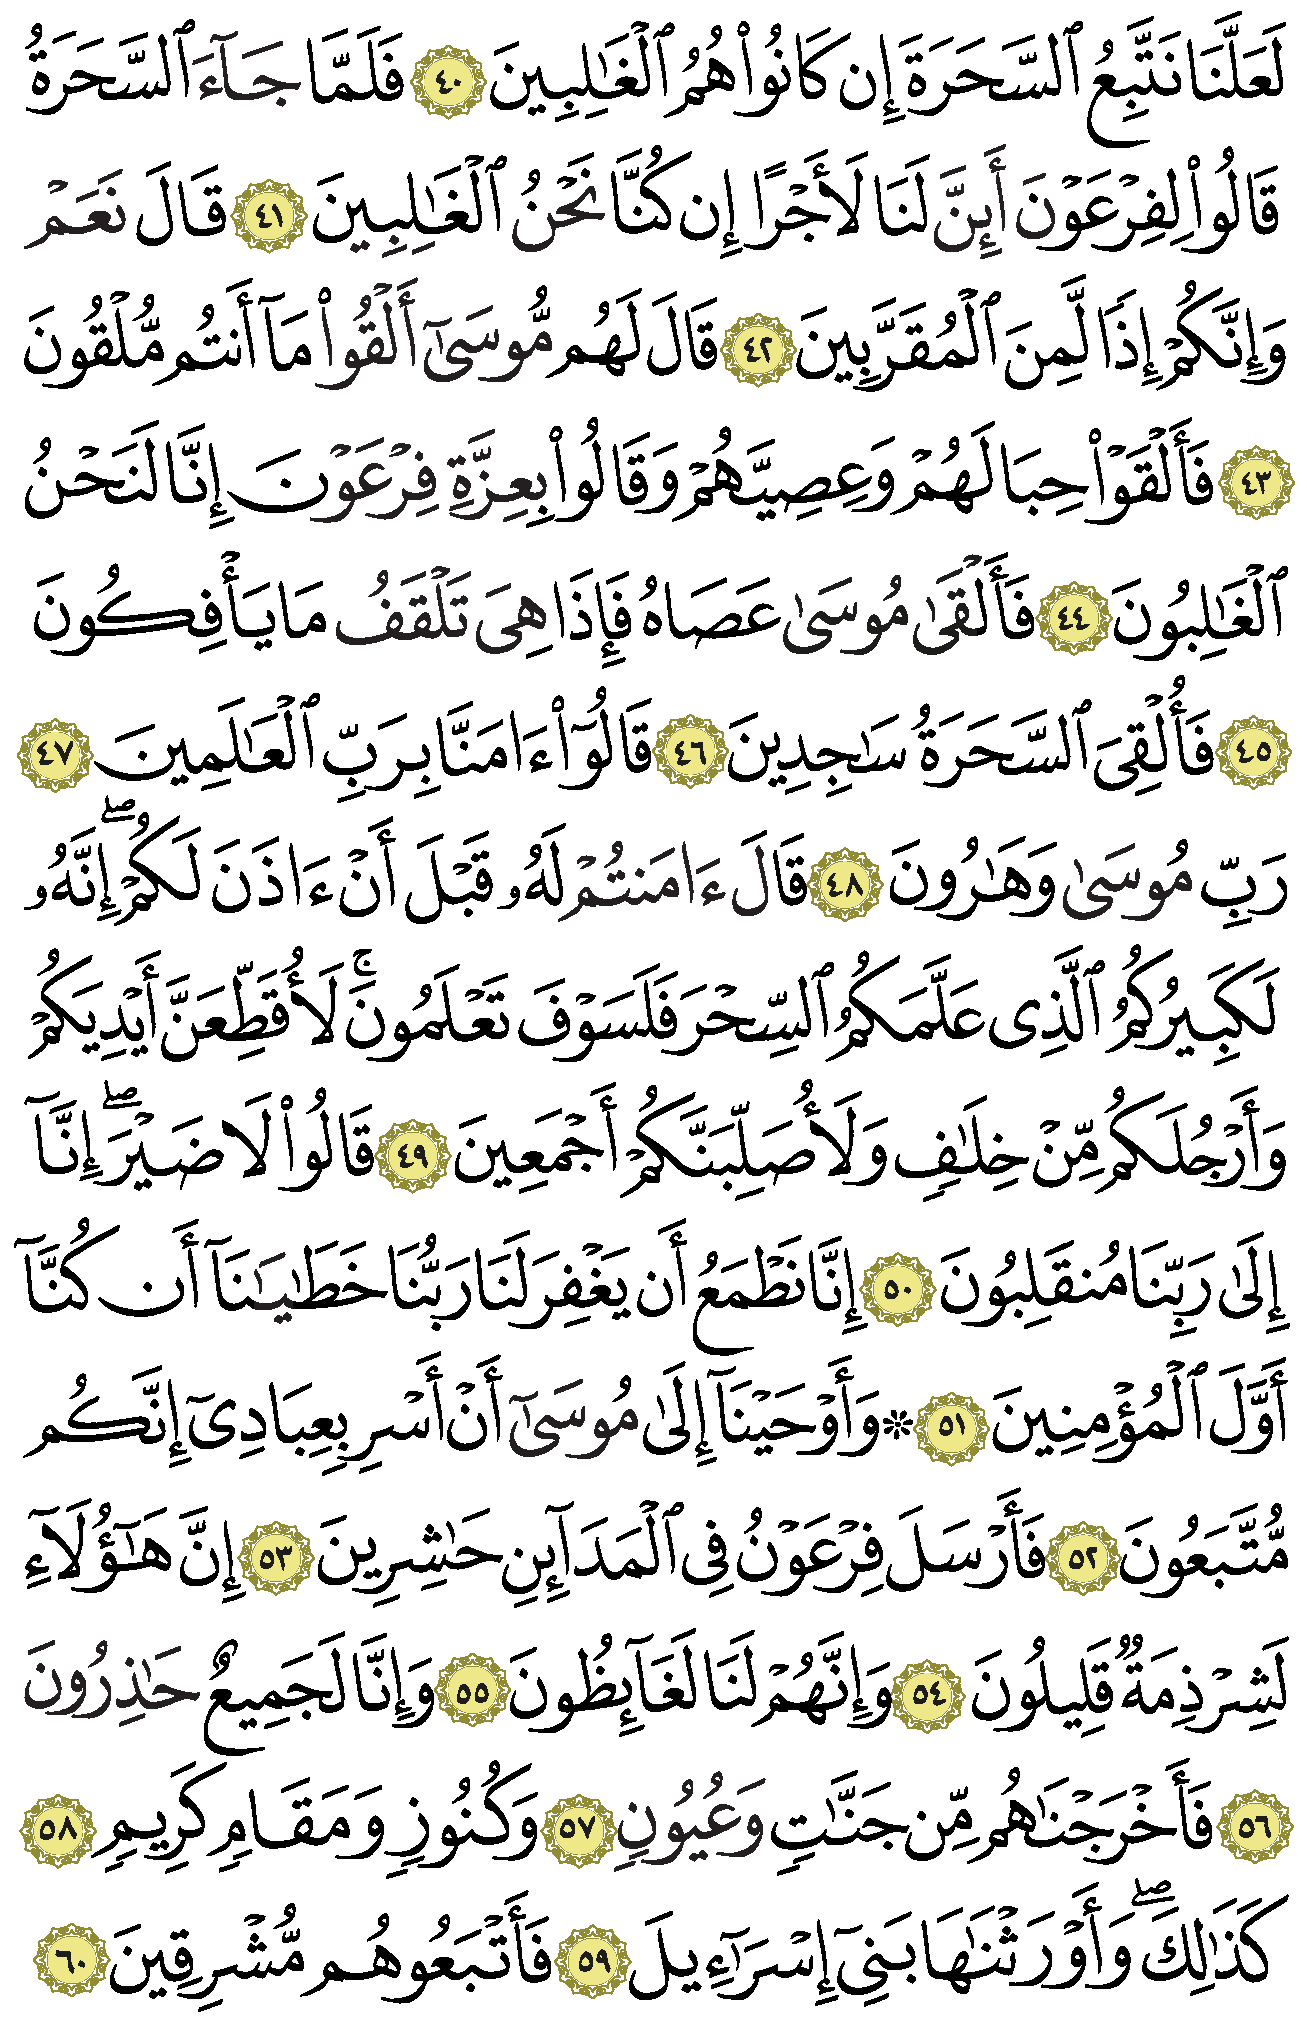 لَعَلَّنَا نَتَّبِعُ ٱلسَّحَرَةَ إِن كَانُوا۟ هُمُ ٱلْغَٰلِبِينَ ٤٠ فَلَمَّا جَآءَ ٱلسَّحَرَةُ
قَالُوا۟ لِفِرْعَوْنَ أَئِنَّ لَنَا لَأَجْرًا إِن كُنَّا نَحْنُ ٱلْغَٰلِبِينَ ٤١ قَالَ نَعَمْ
وَإِنَّكُمْ إِذًا لَّمِنَ ٱلْمُقَرَّبِينَ ٤٢ قَالَ لَهُم مُّوسَىٰٓ أَلْقُوا۟ مَآ أَنتُم مُّلْقُونَ
٤٣ فَأَلْقَوْا۟ حِبَالَهُمْ وَعِصِيَّهُمْ وَقَالُوا۟ بِعِزَّةِ فِرْعَوْنَ إِنَّا لَنَحْنُ
ٱلْغَٰلِبُونَ ٤٤ فَأَلْقَىٰ مُوسَىٰ عَصَاهُ فَإِذَا هِىَ تَلْقَفُ مَا يَأْفِكُونَ
٤٥ فَأُلْقِىَ ٱلسَّحَرَةُ سَٰجِدِينَ ٤٦ قَالُوٓا۟ ءَامَنَّا بِرَبِّ ٱلْعَٰلَمِينَ ٤٧
رَبِّ مُوسَىٰ وَهَٰرُونَ ٤٨ قَالَ ءَامَنتُمْ لَهُۥ قَبْلَ أَنْ ءَاذَنَ لَكُمْ ۖ إِنَّهُۥ
لَكَبِيرُكُمُ ٱلَّذِى عَلَّمَكُمُ ٱلسِّحْرَ فَلَسَوْفَ تَعْلَمُونَ ۚ لَأُقَطِّعَنَّ أَيْدِيَكُمْ
وَأَرْجُلَكُم مِّنْ خِلَٰفٍ وَلَأُصَلِّبَنَّكُمْ أَجْمَعِينَ ٤٩ قَالُوا۟ لَا ضَيْرَ ۖ إِنَّآ
إِلَىٰ رَبِّنَا مُنقَلِبُونَ ٥٠ إِنَّا نَطْمَعُ أَن يَغْفِرَ لَنَا رَبُّنَا خَطَٰيَٰنَآ أَن كُنَّآ
أَوَّلَ ٱلْمُؤْمِنِينَ ٥١ ۞ وَأَوْحَيْنَآ إِلَىٰ مُوسَىٰٓ أَنْ أَسْرِ بِعِبَادِىٓ إِنَّكُم
مُّتَّبَعُونَ ٥٢ فَأَرْسَلَ فِرْعَوْنُ فِى ٱلْمَدَآئِنِ حَٰشِرِينَ ٥٣ إِنَّ هَٰٓؤُلَآءِ
لَشِرْذِمَةٌ قَلِيلُونَ ٥٤ وَإِنَّهُمْ لَنَا لَغَآئِظُونَ ٥٥ وَإِنَّا لَجَمِيعٌ حَٰذِرُونَ
٥٦ فَأَخْرَجْنَٰهُم مِّن جَنَّٰتٍ وَعُيُونٍ ٥٧ وَكُنُوزٍ وَمَقَامٍ كَرِيمٍ ٥٨
كَذَٰلِكَ ۖ وَأَوْرَثْنَٰهَا بَنِىٓ إِسْرَٰٓءِيلَ ٥٩ فَأَتْبَعُوهُم مُّشْرِقِينَ ٦٠